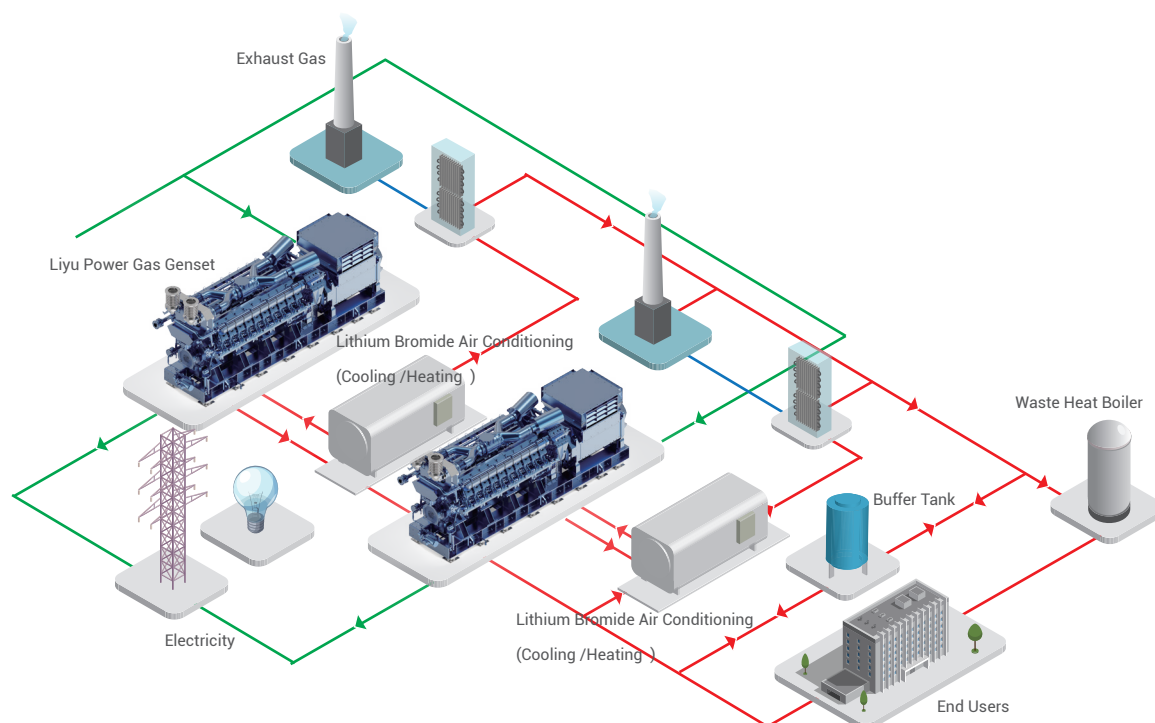 Exhaust Gas
Liyu Power Gas Genset
Lithium Bromide Air Conditioning
(Cooling /Heating )
Waste Heat Boiler
Buffer Tank
Lithium Bromide Air Conditioning
(Cooling /Heating )
Electricity
End Users